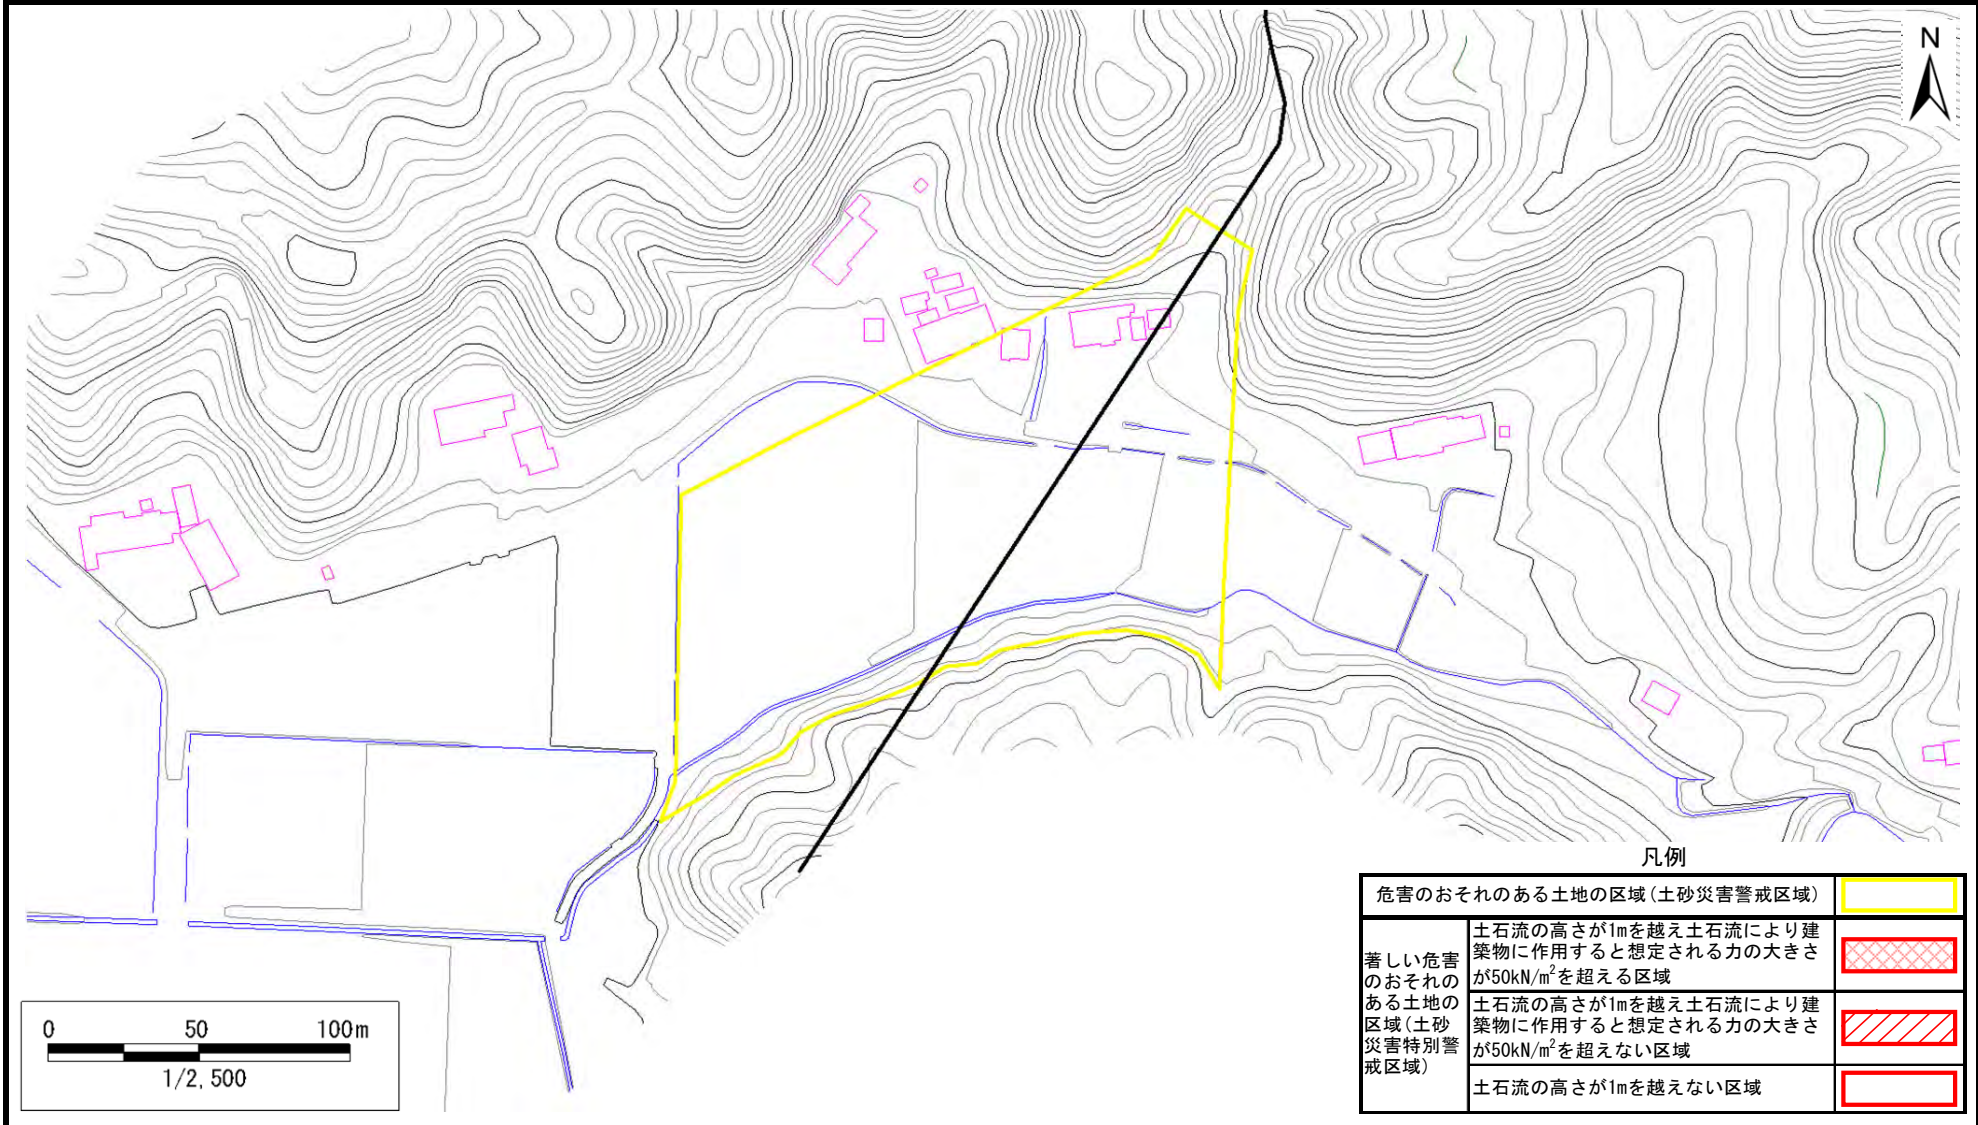 N
凡例
危害のおそれのある土地の区域(土砂災害警戒区域)
著しい危害
のおそれの
ある土地の
区域(土砂
災害特別警
戒区域)
土石流の高さが1mを越え土石流により建
築物に作用すると想定される力の大きさ
が50kN/m²を超える区域
土石流の高さが1mを越え土石流により建
築物に作用すると想定される力の大きさ
が50kN/m²を超えない区域
土石流の高さが1mを越えない区域
0 50 100m
1/2,500